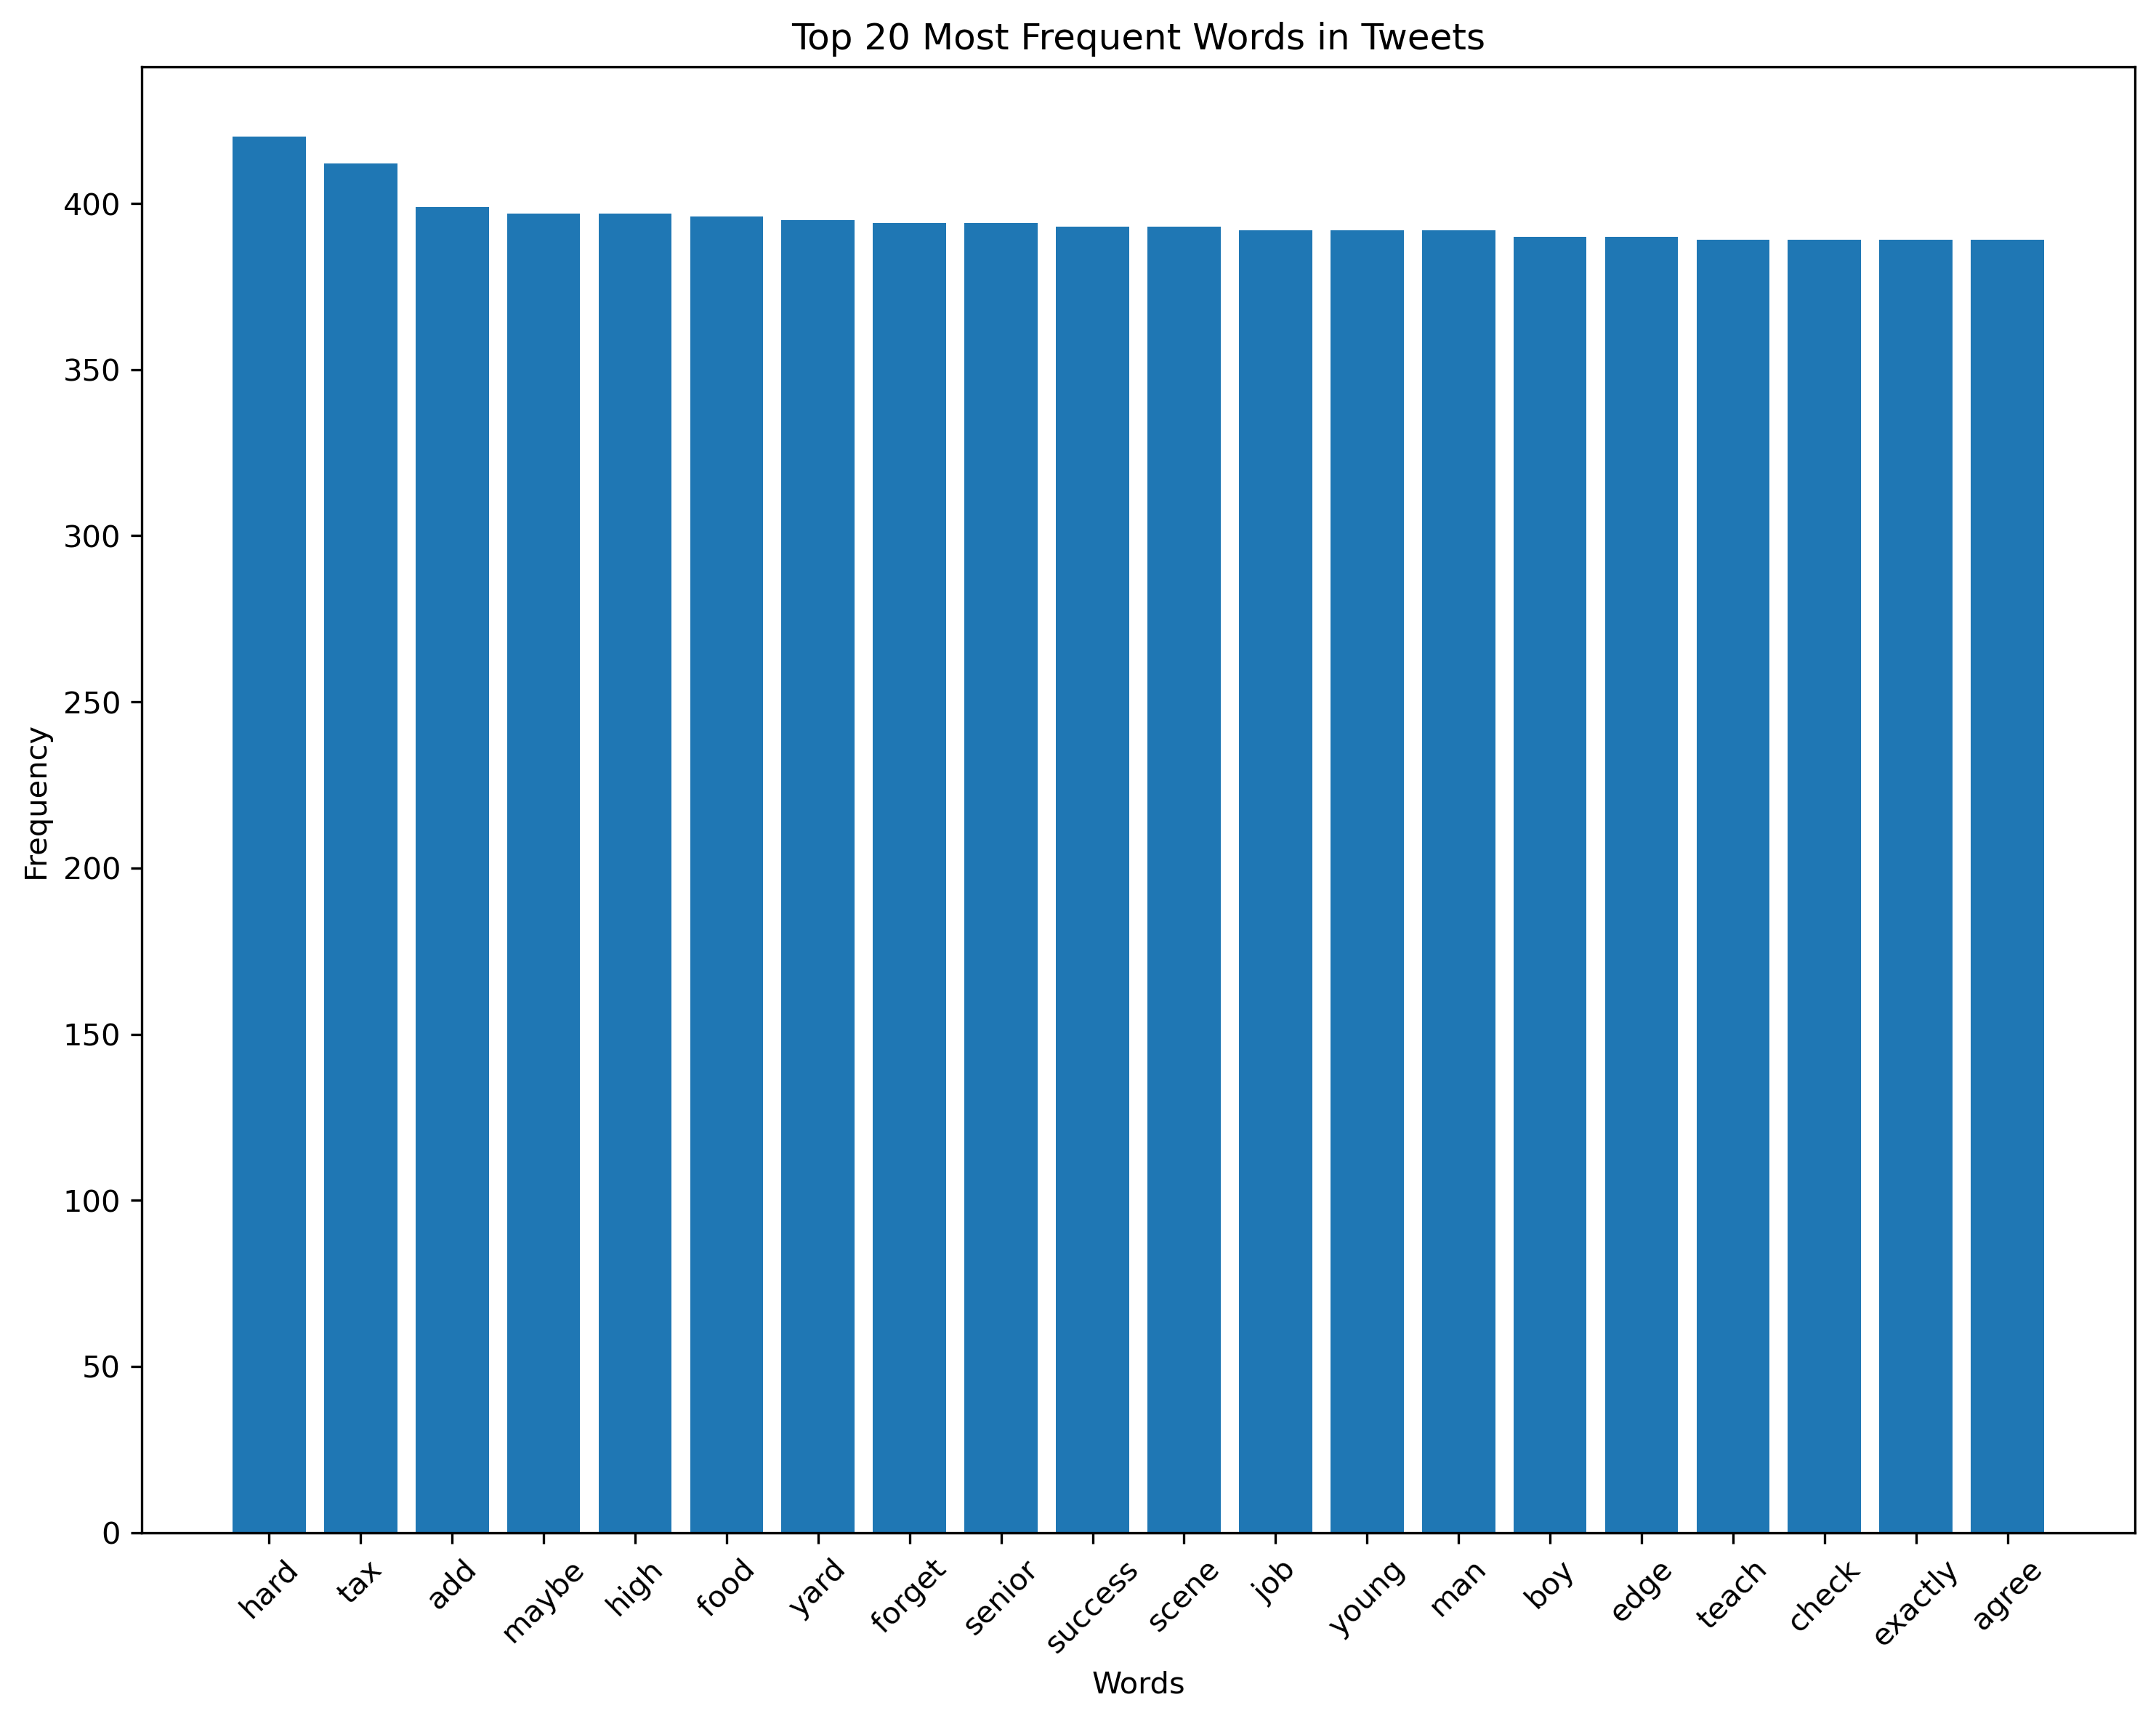 Top 20 Most Frequent Words in Tweets
Frequency
400
350
300
250
200
150
100
50
0
hard tax add maybe high food yard forget senior success scene job young man boy edge teach check exactly agree
Words